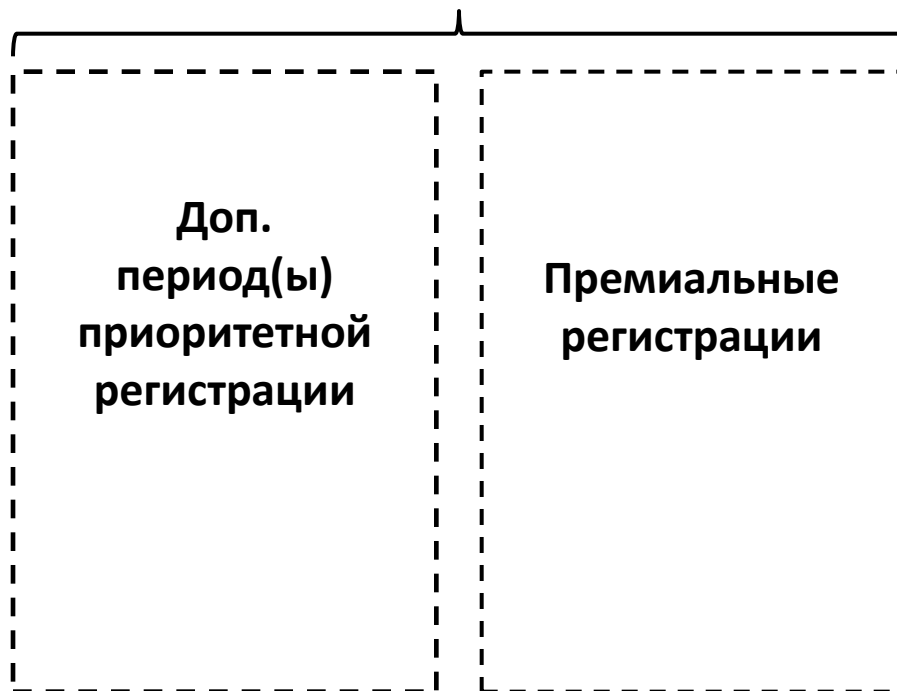 Доп.
период(ы)
приоритетной
регистрации
Премиальные
регистрации